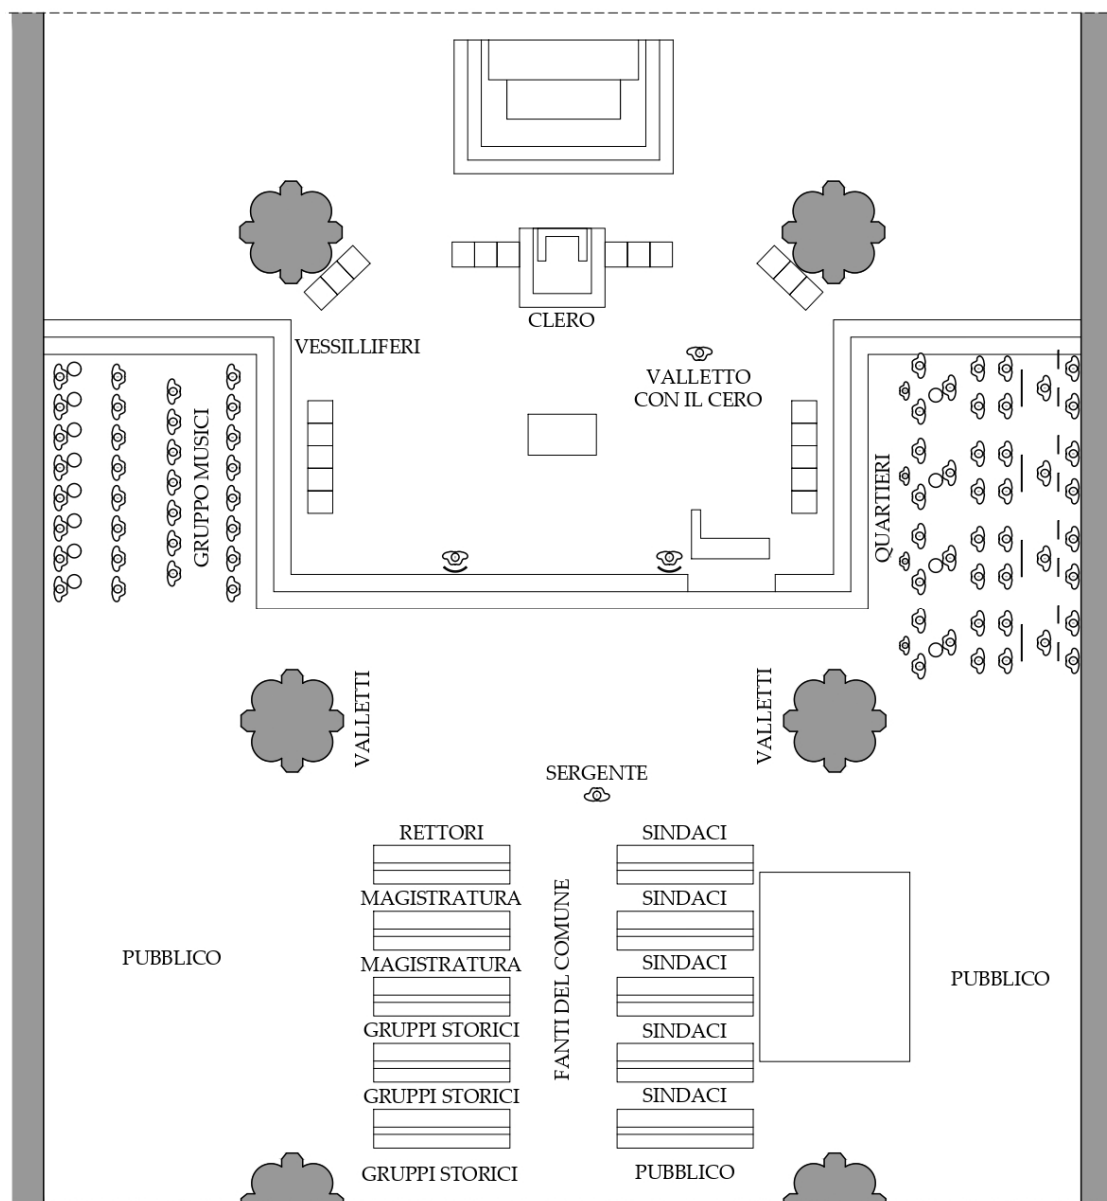 CLERO
VESSILLIFERI
VALLETTO
CON IL CERO
GRUPPO MUSICI
QUARTIERI
VALLETTI
VALLETTI
SERGENTE
RETTORI
SINDACI
MAGISTRATURA
SINDACI
FANTI DEL COMUNE
PUBBLICO
MAGISTRATURA
SINDACI
PUBBLICO
GRUPPI STORICI
SINDACI
GRUPPI STORICI
SINDACI
GRUPPI STORICI
PUBBLICO